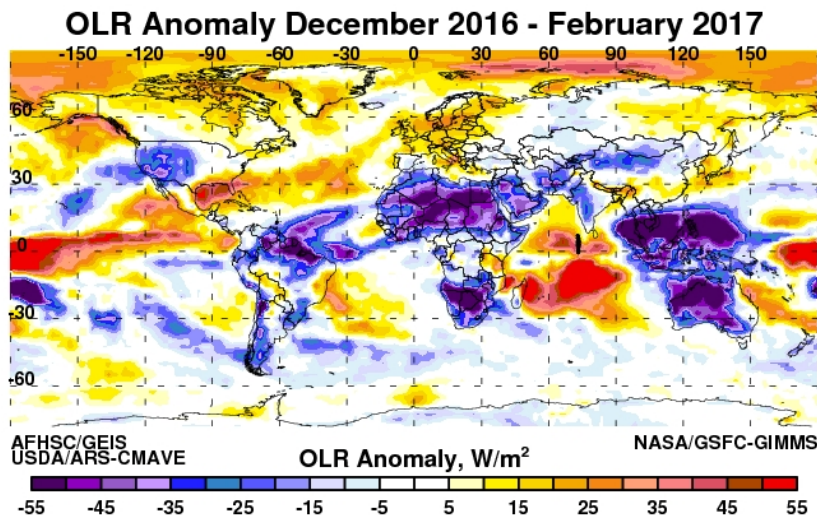 OLR Anomaly December 2016 - February 2017
-150 -120 -90 -60 -30 0 30 60 90 120 150
60
30
0
-30
-60
AFHSC/GEIS
USDA/ARS-CMAVE
NASA/GSFC-GIMMS
OLR Anomaly, W/m²
-55 -45 -35 -25 -15 -5 5 15 25 35 45 55